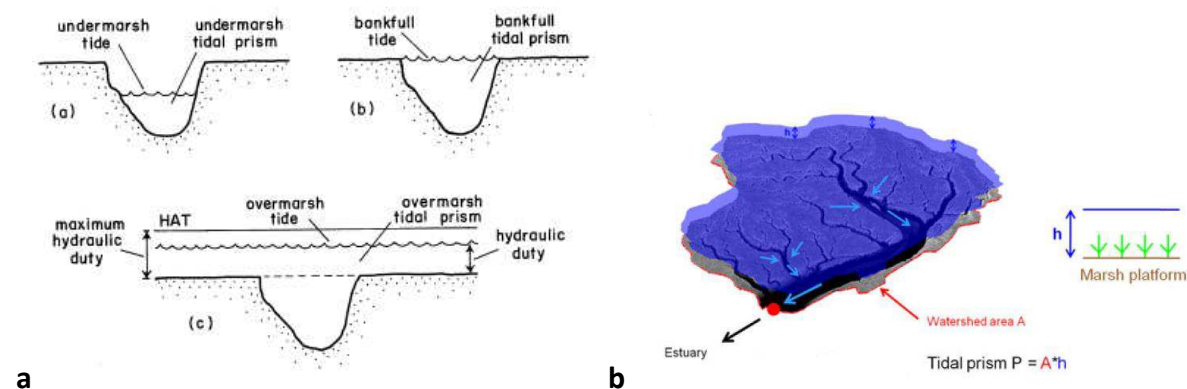 undermarsh
tide
undermarsh
tidal prism
(a)
bankfull
tide
bankfull
tidal prism
(b)
maximum
hydraulic
duty
HAT
overmarsh
tide
overmarsh
tidal prism
hydraulic
duty
(c)
a
h
Estuary
Watershed area A
Tidal prism P = A*h
h
Marsh platform
b